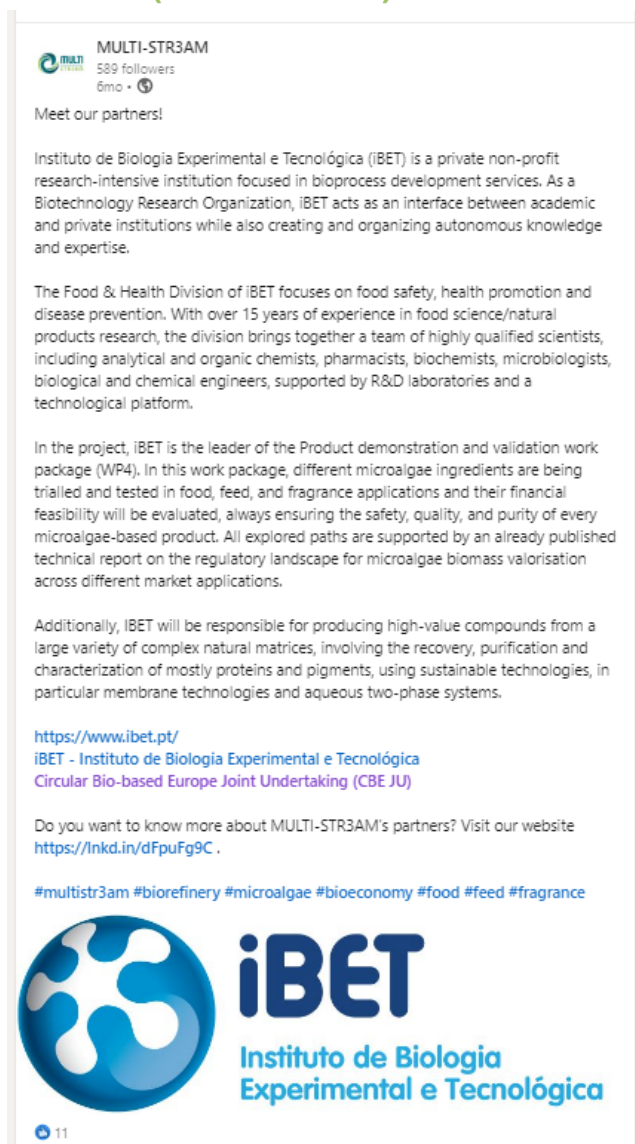 MULTI-STR3AM
MULTI
STR3AM
589 followers
6mo •
Meet our partners!
Instituto de Biologia Experimental e Tecnológica (iBET) is a private non-profit
research-intensive institution focused in bioprocess development services. As a
Biotechnology Research Organization, iBET acts as an interface between academic
and private institutions while also creating and organizing autonomous knowledge
and expertise.
The Food & Health Division of iBET focuses on food safety, health promotion and
disease prevention. With over 15 years of experience in food science/natural
products research, the division brings together a team of highly qualified scientists,
including analytical and organic chemists, pharmacists, biochemists, microbiologists,
biological and chemical engineers, supported by R&D laboratories and a
technological platform.
In the project, iBET is the leader of the Product demonstration and validation work
package (WP4). In this work package, different microalgae ingredients are being
trialled and tested in food, feed, and fragrance applications and their financial
feasibility will be evaluated, always ensuring the safety, quality, and purity of every
microalgae-based product. All explored paths are supported by an already published
technical report on the regulatory landscape for microalgae biomass valorisation
across different market applications.
Additionally, IBET will be responsible for producing high-value compounds from a
large variety of complex natural matrices, involving the recovery, purification and
characterization of mostly proteins and pigments, using sustainable technologies, in
particular membrane technologies and aqueous two-phase systems.
https://www.ibet.pt/
iBET - Instituto de Biologia Experimental e Tecnológica
Circular Bio-based Europe Joint Undertaking (CBE JU)
Do you want to know more about MULTI-STR3AM's partners? Visit our website
https://lnkd.in/dFpuFg9C .
#multistr3am #biorefinery #microalgae #bioeconomy #food #feed #fragrance
iBET
Instituto de Biologia
Experimental e Tecnológica
11